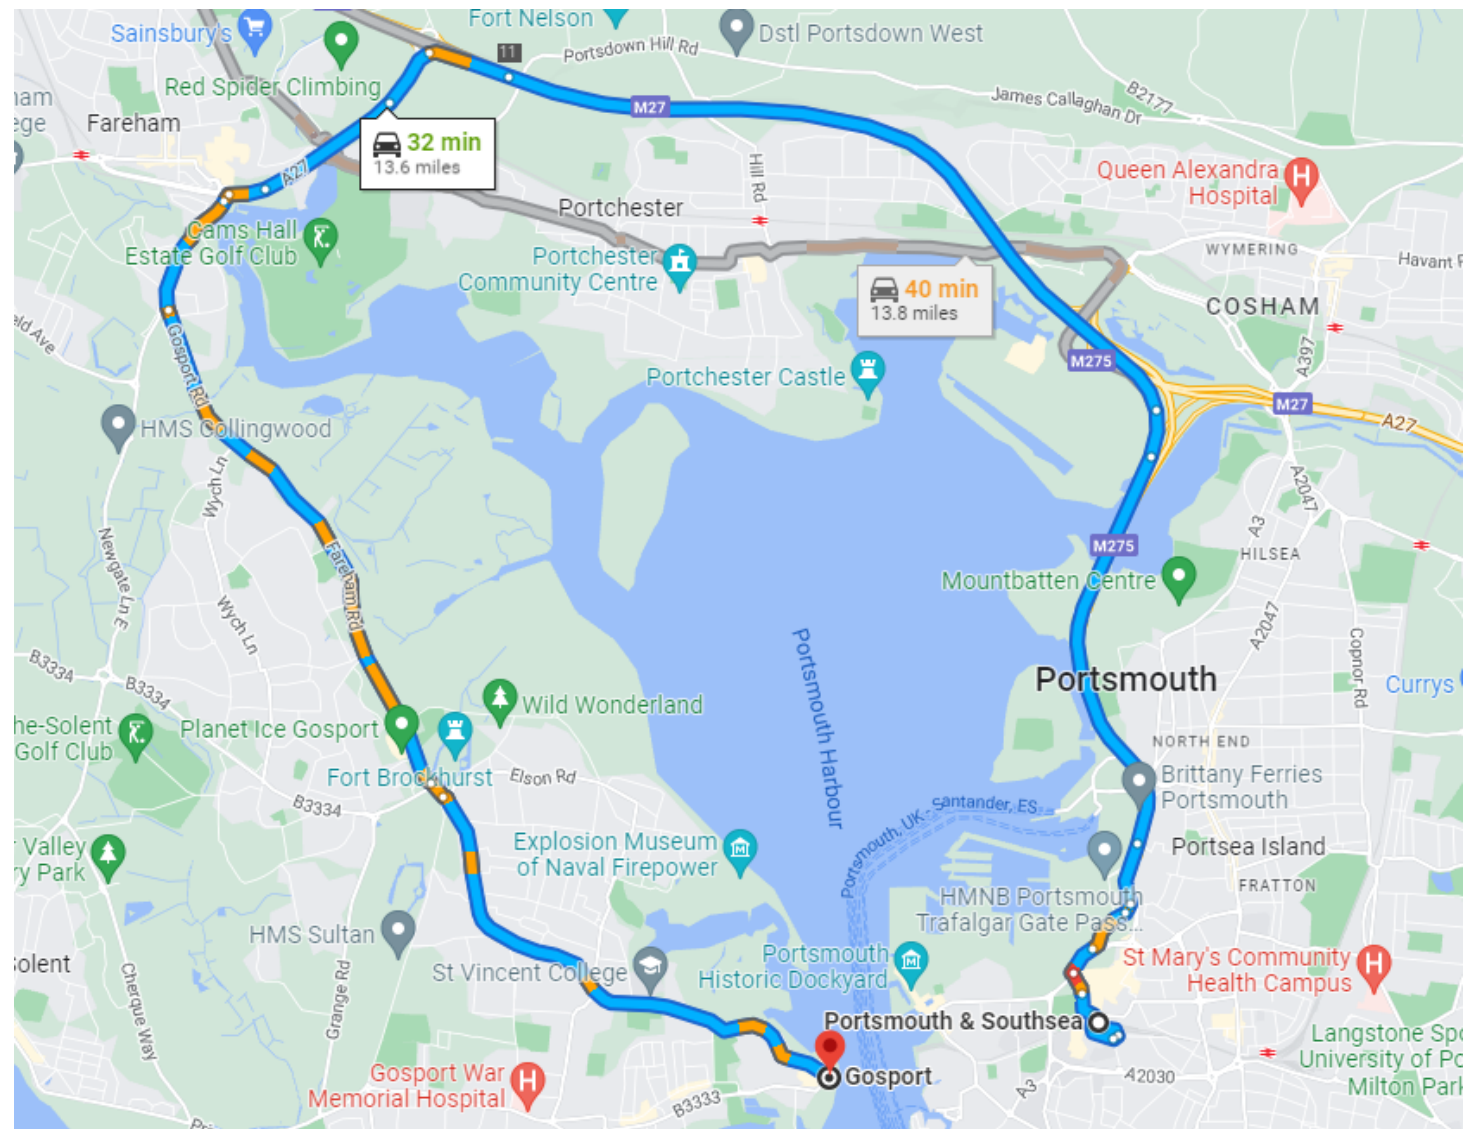 Fort Nelson
Sainsbury's
Dstl Portsdown West
11
Portsdown Hill Rd
Red Spider Climbing
B2177
James Callaghan Dr
M27
Fareham
32 min
13.6 miles
A27
Hill Rd
Queen Alexandra
Hospital
Portchester
Cams Hall
Estate Golf Club
WYMERING
Havant
Portchester
Community Centre
40 min
13.8 miles
COSHAM
Gosport Rd
A397
M275
Portchester Castle
M27
A27
HMS Collingwood
Wych Ln
A2047
A3
Newgate Ln E
Fareham Rd
M275
HILSEA
Mountbatten Centre
Wych Ln
A2047
Copnor Rd
Portsmouth Harbour
B3334
B3334
Portsmouth
Currys
Wild Wonderland
he-Solent
Golf Club
Planet Ice Gosport
NORTH END
Fort Brockhurst
Elson Rd
Brittany Ferries
Portsmouth
B3334
Portsmouth, UK - Santander, ES
Explosion Museum
of Naval Firepower
Valley
ry Park
Portsea Island
FRATTON
HMNB Portsmouth
Trafalgar Gate Pass...
HMS Sultan
Portsmouth
Historic Dockyard
St Vincent College
St Mary's Community
Health Campus
Solent
Cherque Way
Grange Rd
Portsmouth & Southsea
Langstone
University of
Milton Park
Gosport War
Memorial Hospital
Gosport
B3333
A3
A2030